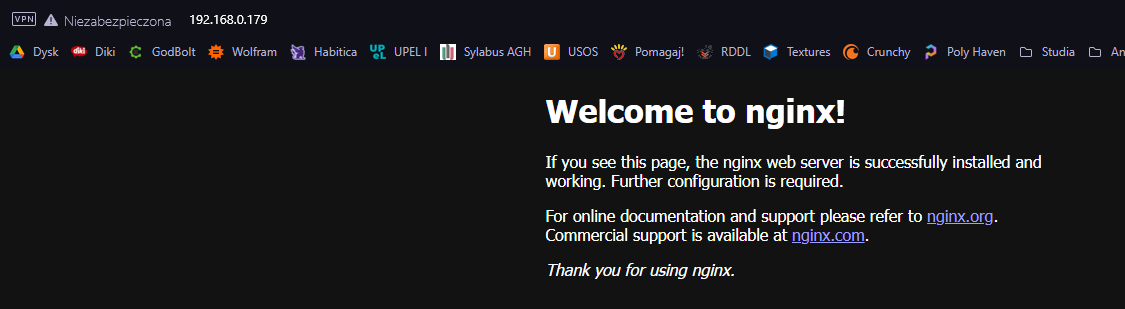 VPN Niezabezpieczona 192.168.0.179
Dysk diki Diki GodBolt Wolfram Habitica UPEL UPEL I Sylabus AGH U USOS Pomagaj! RDDL Textures Crunchy Poly Haven Studia An
Welcome to nginx!
If you see this page, the nginx web server is successfully installed and
working. Further configuration is required.
For online documentation and support please refer to nginx.org.
Commercial support is available at nginx.com.
Thank you for using nginx.